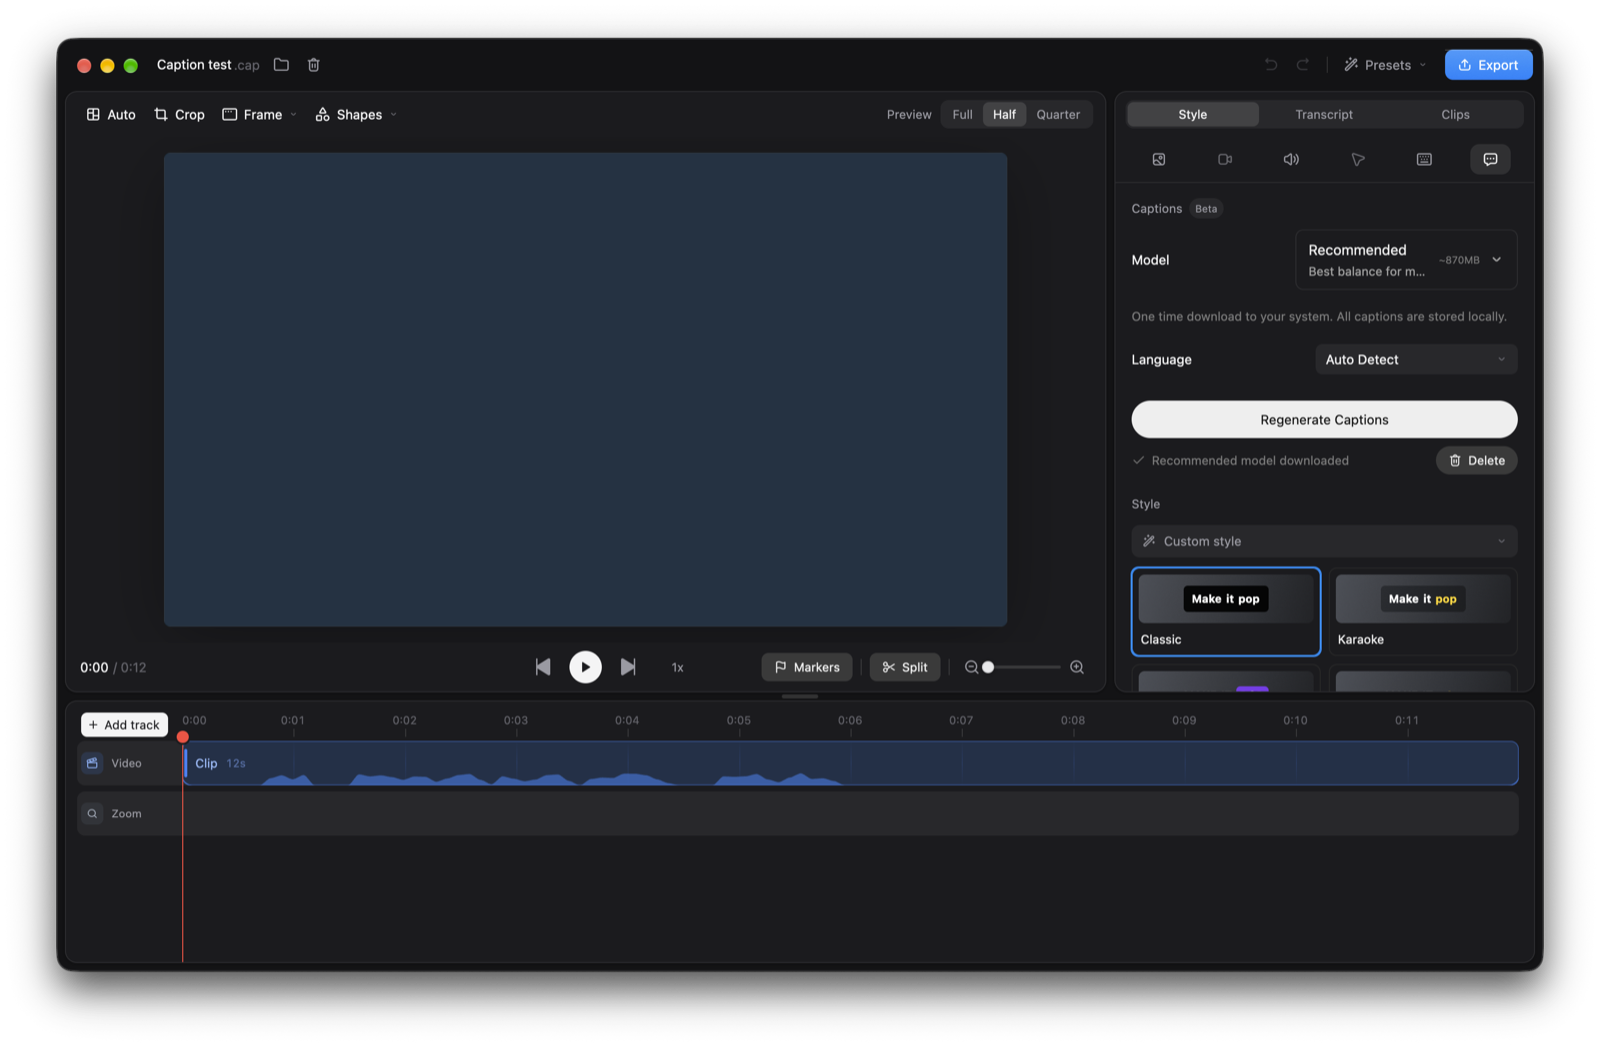 Caption test.cap
Presets
Export
Auto
Crop
Frame
Shapes
Preview
Full
Half
Quarter
Style
Transcript
Clips
Captions
Beta
Model
Recommended
Best balance for m...
~870MB
One time download to your system. All captions are stored locally.
Language
Auto Detect
Regenerate Captions
Recommended model downloaded
Delete
Style
Custom style
Make it pop
Classic
Make it pop
Karaoke
0:00 / 0:12
1x
Markers
Split
+ Add track
0:00
0:01
0:02
0:03
0:04
0:05
0:06
0:07
0:08
0:09
0:10
0:11
Video
Clip 12s
Zoom